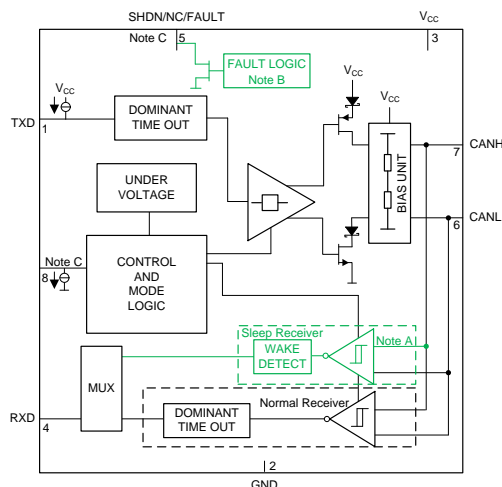 SHDN/NC/FAULT
VCC
Note C
5
3
FAULT LOGIC
Note B
VCC
VCC
VCC
DOMINANT
TIME OUT
TXD
1
BIAS UNIT
CANH
7
UNDER
VOLTAGE
CANL
6
Note C
8
CONTROL
AND
MODE
LOGIC
Sleep Receiver
Note A
WAKE
DETECT
MUX
Normal Receiver
DOMINANT
TIME OUT
RXD
4
2
GND